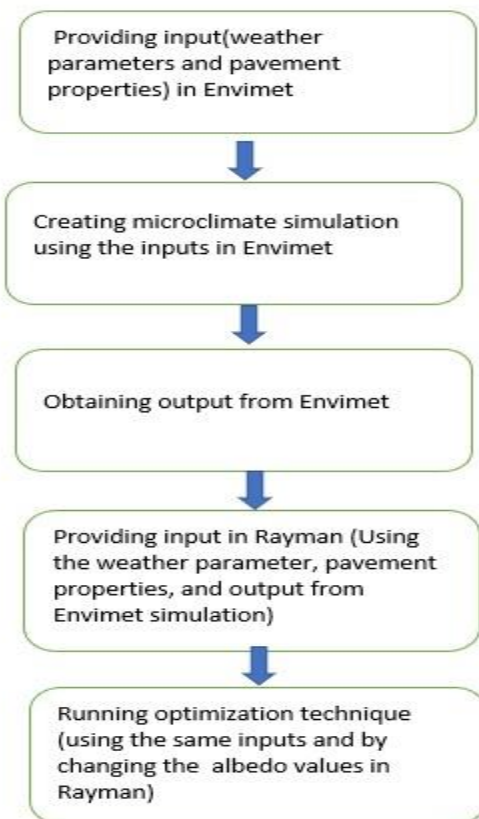 Providing input(weather
parameters and pavement
properties) in Envimet
Creating microclimate simulation
using the inputs in Envimet
Obtaining output from Envimet
Providing input in Rayman (Using
the weather parameter, pavement
properties, and output from
Envimet simulation)
Running optimization technique
(using the same inputs and by
changing the albedo values in
Rayman)